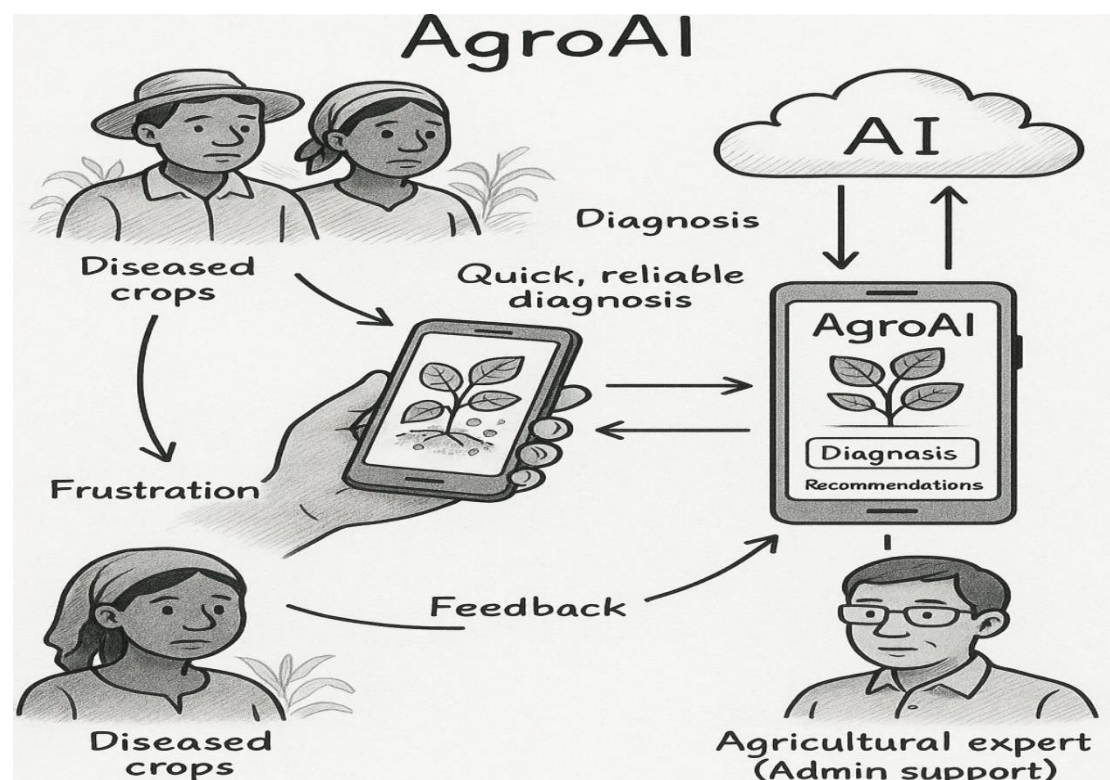 AgroAI
AI
Diagnosis
Diseased
crops
Quick, reliable
diagnosis
AgroAI
Diagnasis
Recommendations
Frustration
Feedback
Diseased
crops
Agricultural expert
(Admin support)